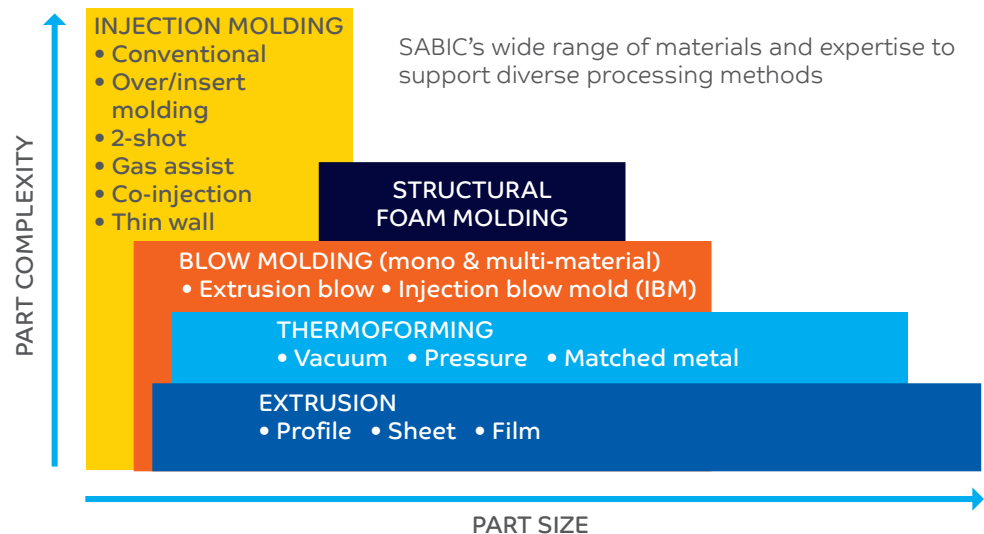 INJECTION MOLDING
• Conventional
• Over/insert
molding
• 2-shot
• Gas assist
• Co-injection
• Thin wall
SABIC's wide range of materials and expertise to
support diverse processing methods
PART COMPLEXITY
STRUCTURAL
FOAM MOLDING
BLOW MOLDING (mono & multi-material)
• Extrusion blow • Injection blow mold (IBM)
THERMOFORMING
• Vacuum • Pressure • Matched metal
EXTRUSION
• Profile • Sheet • Film
PART SIZE